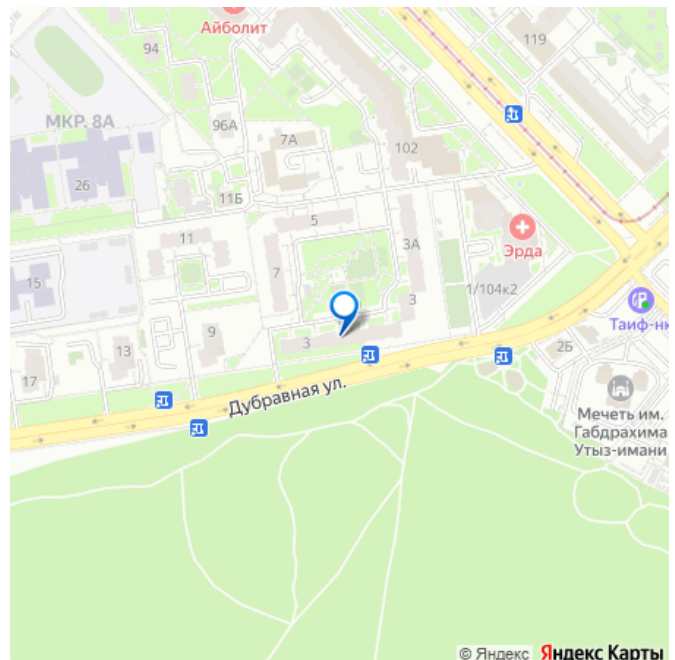 Айболит
94
119
МКР. 8А
96А
7А
102
26
11Б
5
11
3А
Эрда
7
15
1/104к2
3
Таиф-нк
9
3
2Б
13
17
Дубравная ул.
Мечеть им.
Габдрахима
Утыз-имани
© Яндекс Яндекс Карты